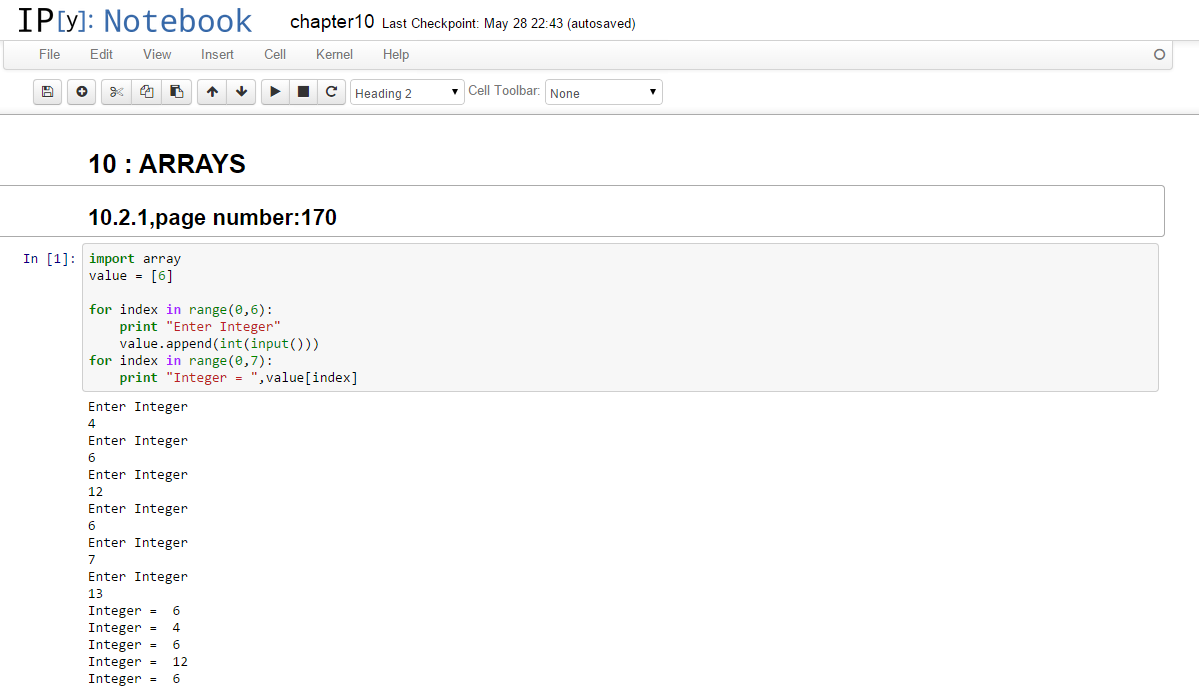 IP[y]: Notebook chapter10 Last Checkpoint: May 28 22:43 (autosaved)
File Edit View Insert Cell Kernel Help
Heading 2 Cell Toolbar: None
10 : ARRAYS
10.2.1,page number:170
In [1]: import array
value = [6]
for index in range(0,6):
    print "Enter Integer"
    value.append(int(input()))
for index in range(0,7):
    print "Integer = ",value[index]
Enter Integer
4
Enter Integer
6
Enter Integer
12
Enter Integer
6
Enter Integer
7
Enter Integer
13
Integer =  6
Integer =  4
Integer =  6
Integer =  12
Integer =  6